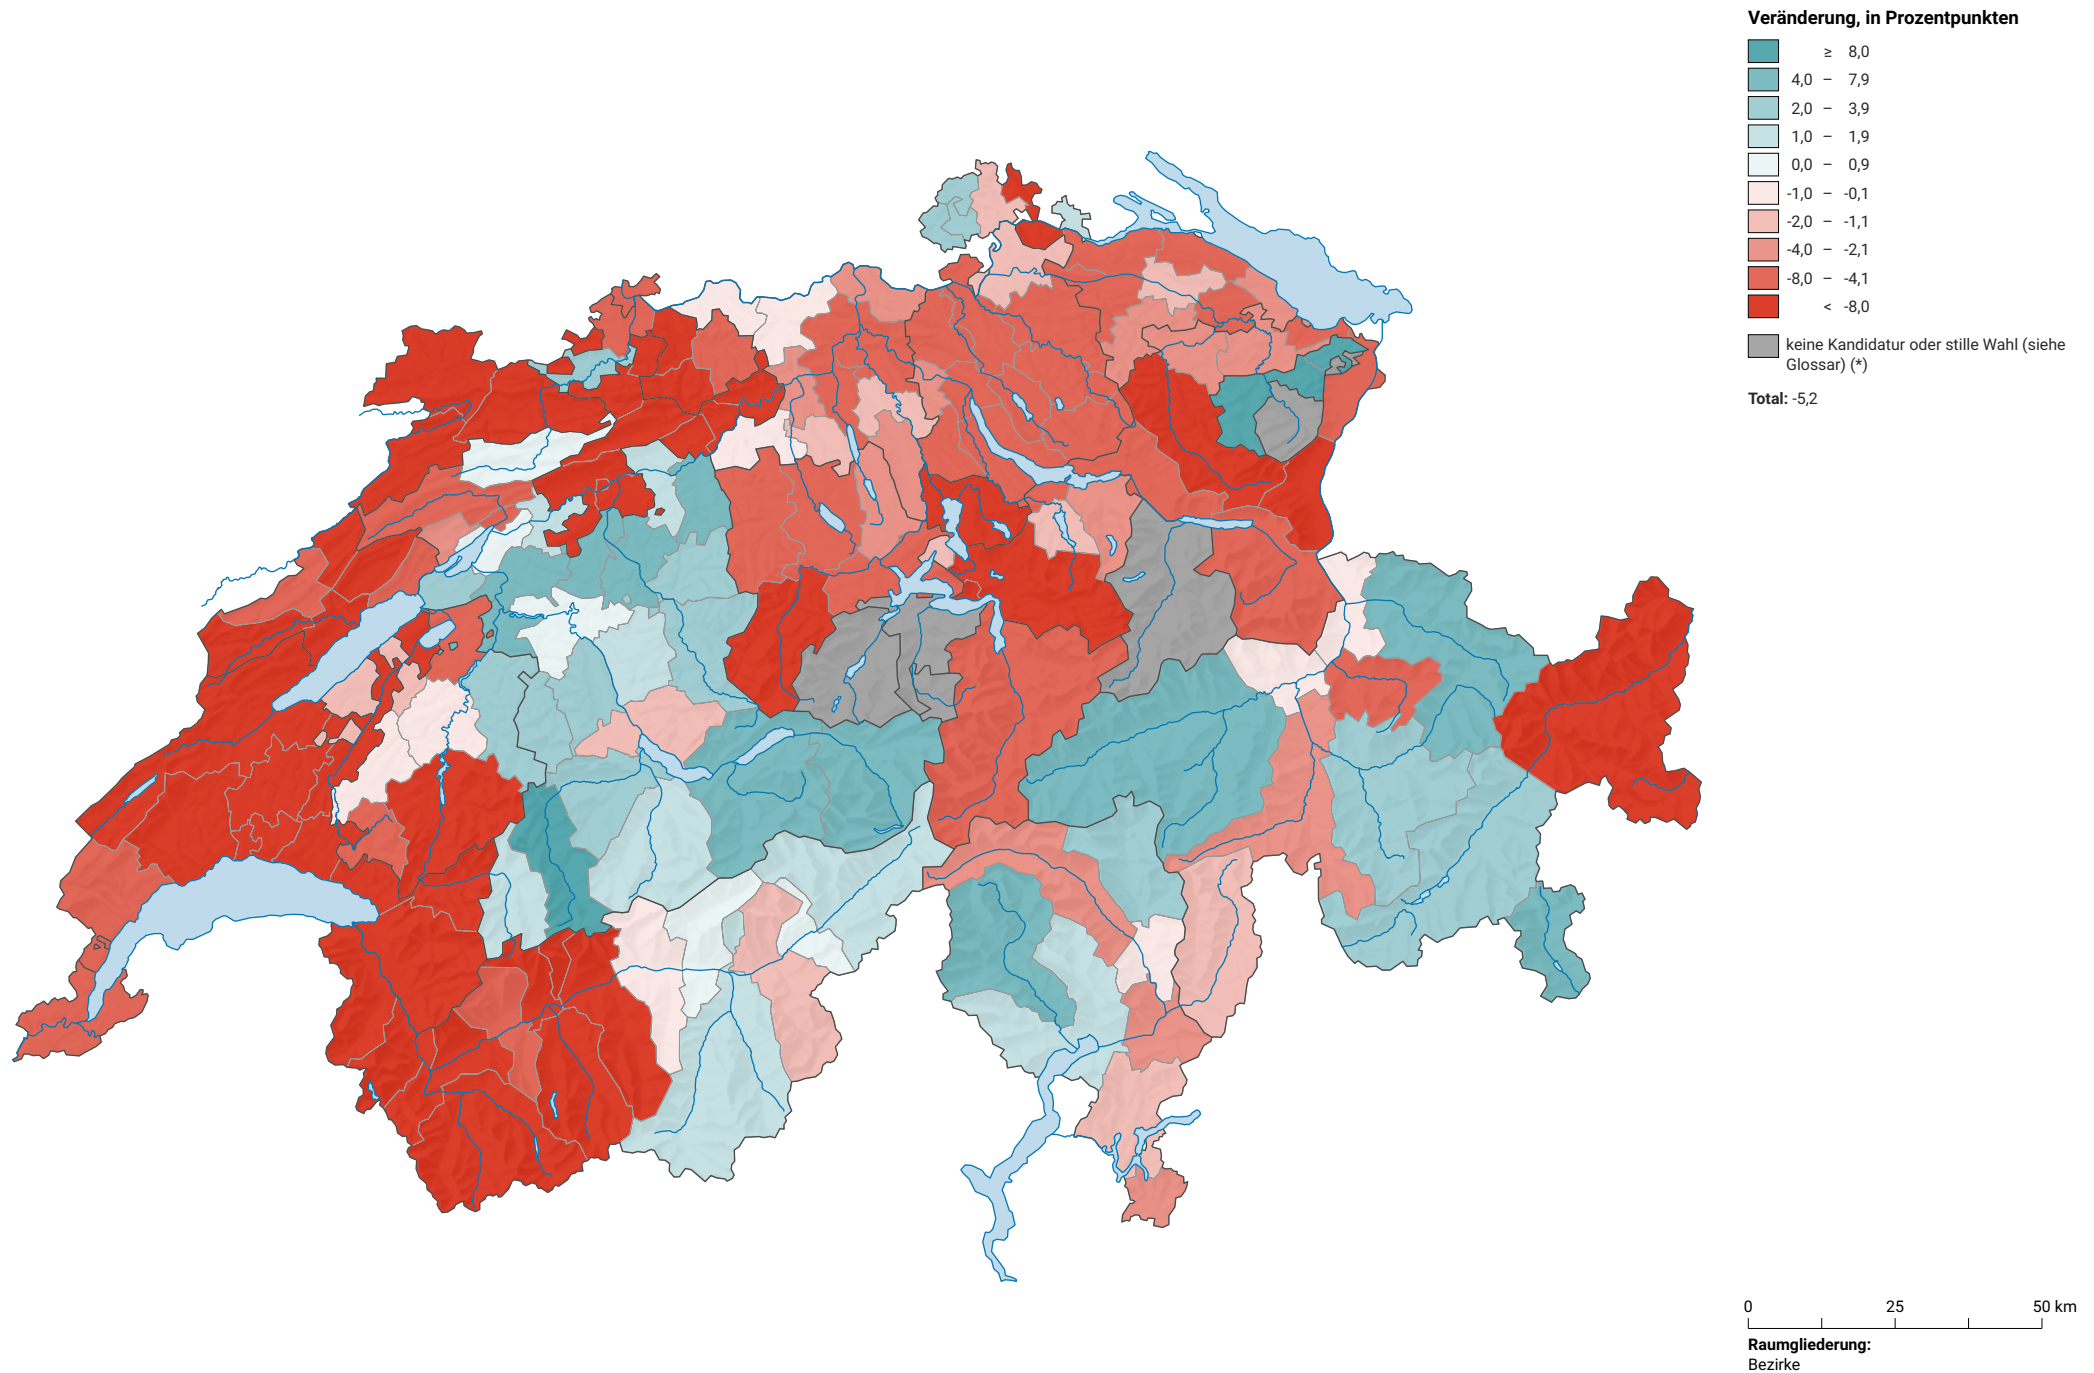 Veränderung, in Prozentpunkten
≥ 8,0
4,0 – 7,9
2,0 – 3,9
1,0 – 1,9
0,0 – 0,9
-1,0 – -0,1
-2,0 – -1,1
-4,0 – -2,1
-8,0 – -4,1
< -8,0
keine Kandidatur oder stille Wahl (siehe
Glossar) (*)
Total: -5,2
0 25 50 km
Raumgliederung:
Bezirke